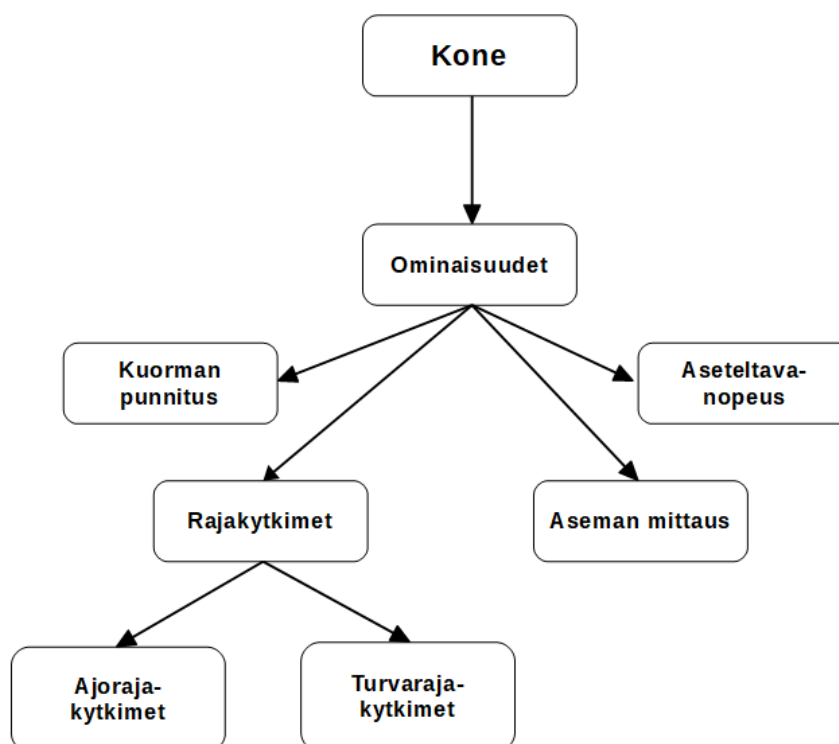 Kone
Ominaisuudet
Kuorman
punnitus
Aseteltava-
nopeus
Rajakytkimet
Aseman mittaus
Ajoraja-
kytkimet
Turvaraja-
kytkimet